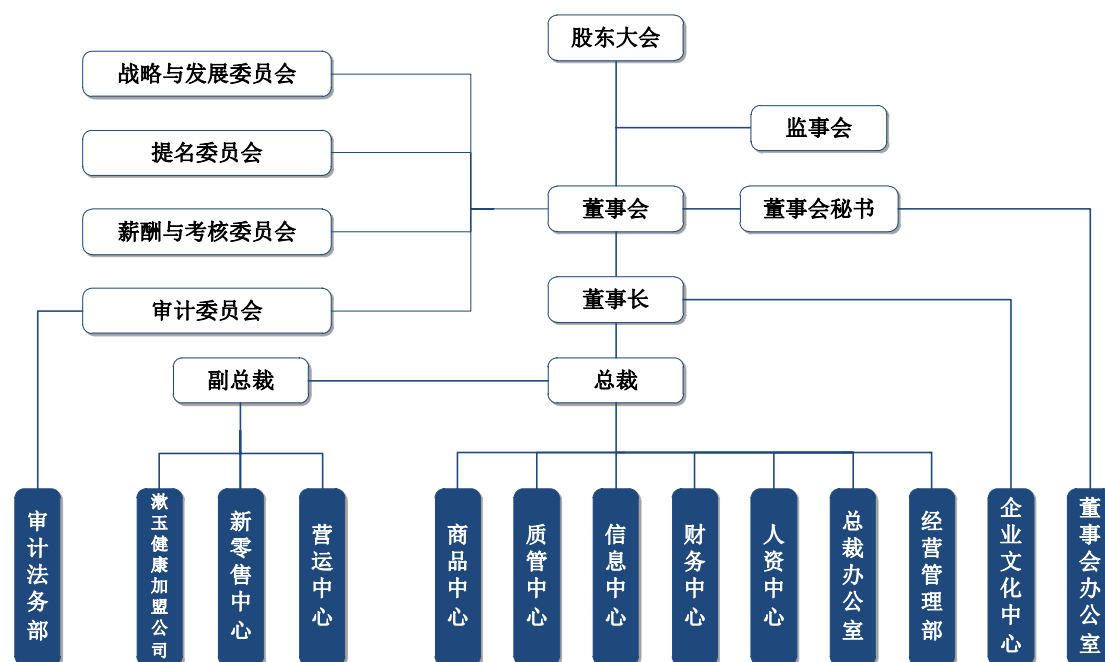 股东大会
战略与发展委员会
监事会
提名委员会
董事会
董事会秘书
薪酬与考核委员会
董事长
审计委员会
副总裁
总裁
审计法务部
漱玉健康加盟公司
新零售中心
营运中心
商品中心
质管中心
信息中心
财务中心
人资中心
总裁办公室
经营管理部
企业文化中心
董事会办公室